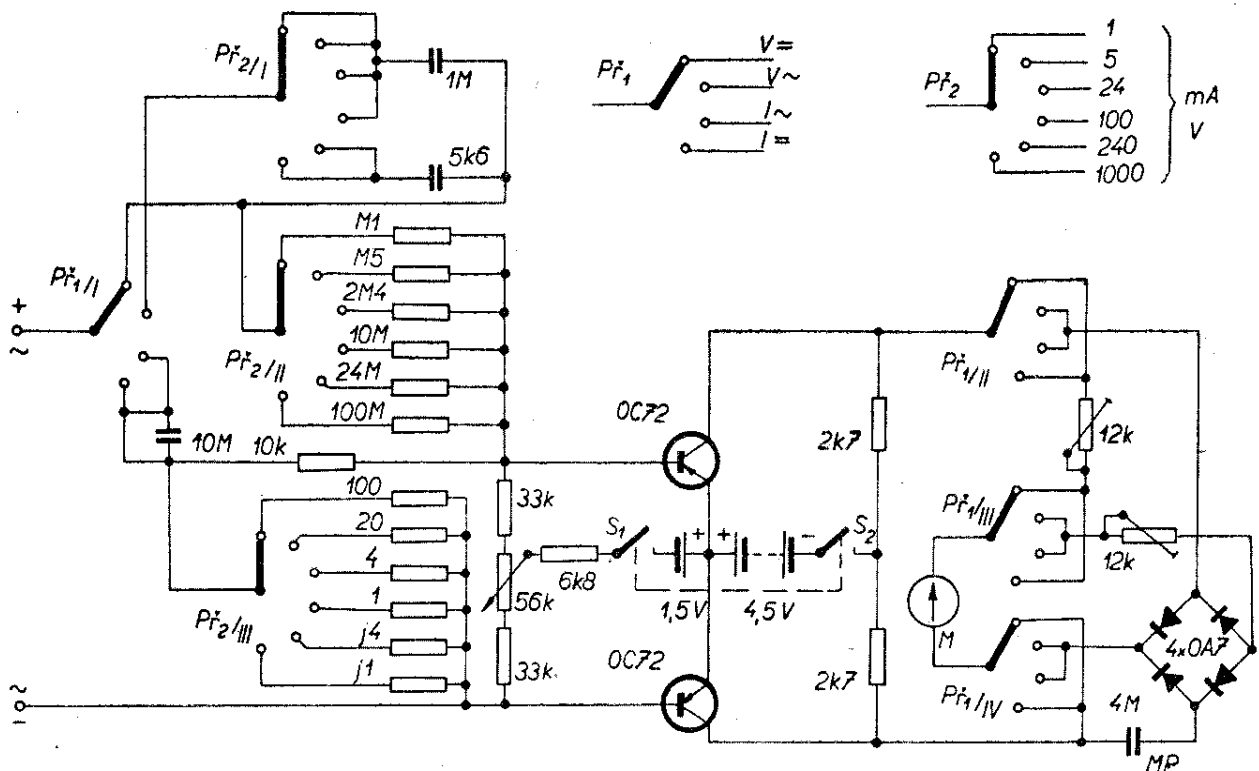 Př2/I
1M
5k6
Př1
V=
V~
I~
I=
Př2
1
5
24
100
240
1000
mA
V
+
~
Př1/I
M1
M5
2M4
10M
24M
100M
Př2/II
10M
10k
100
20
4
1
j4
j1
Př2/III
~
–
33k
56k
33k
6k8
S1
+
+
–
S2
1,5V
4,5V
OC72
OC72
2k7
2k7
Př1/II
12k
Př1/III
12k
M
Př1/IV
4xOA7
4M
MP